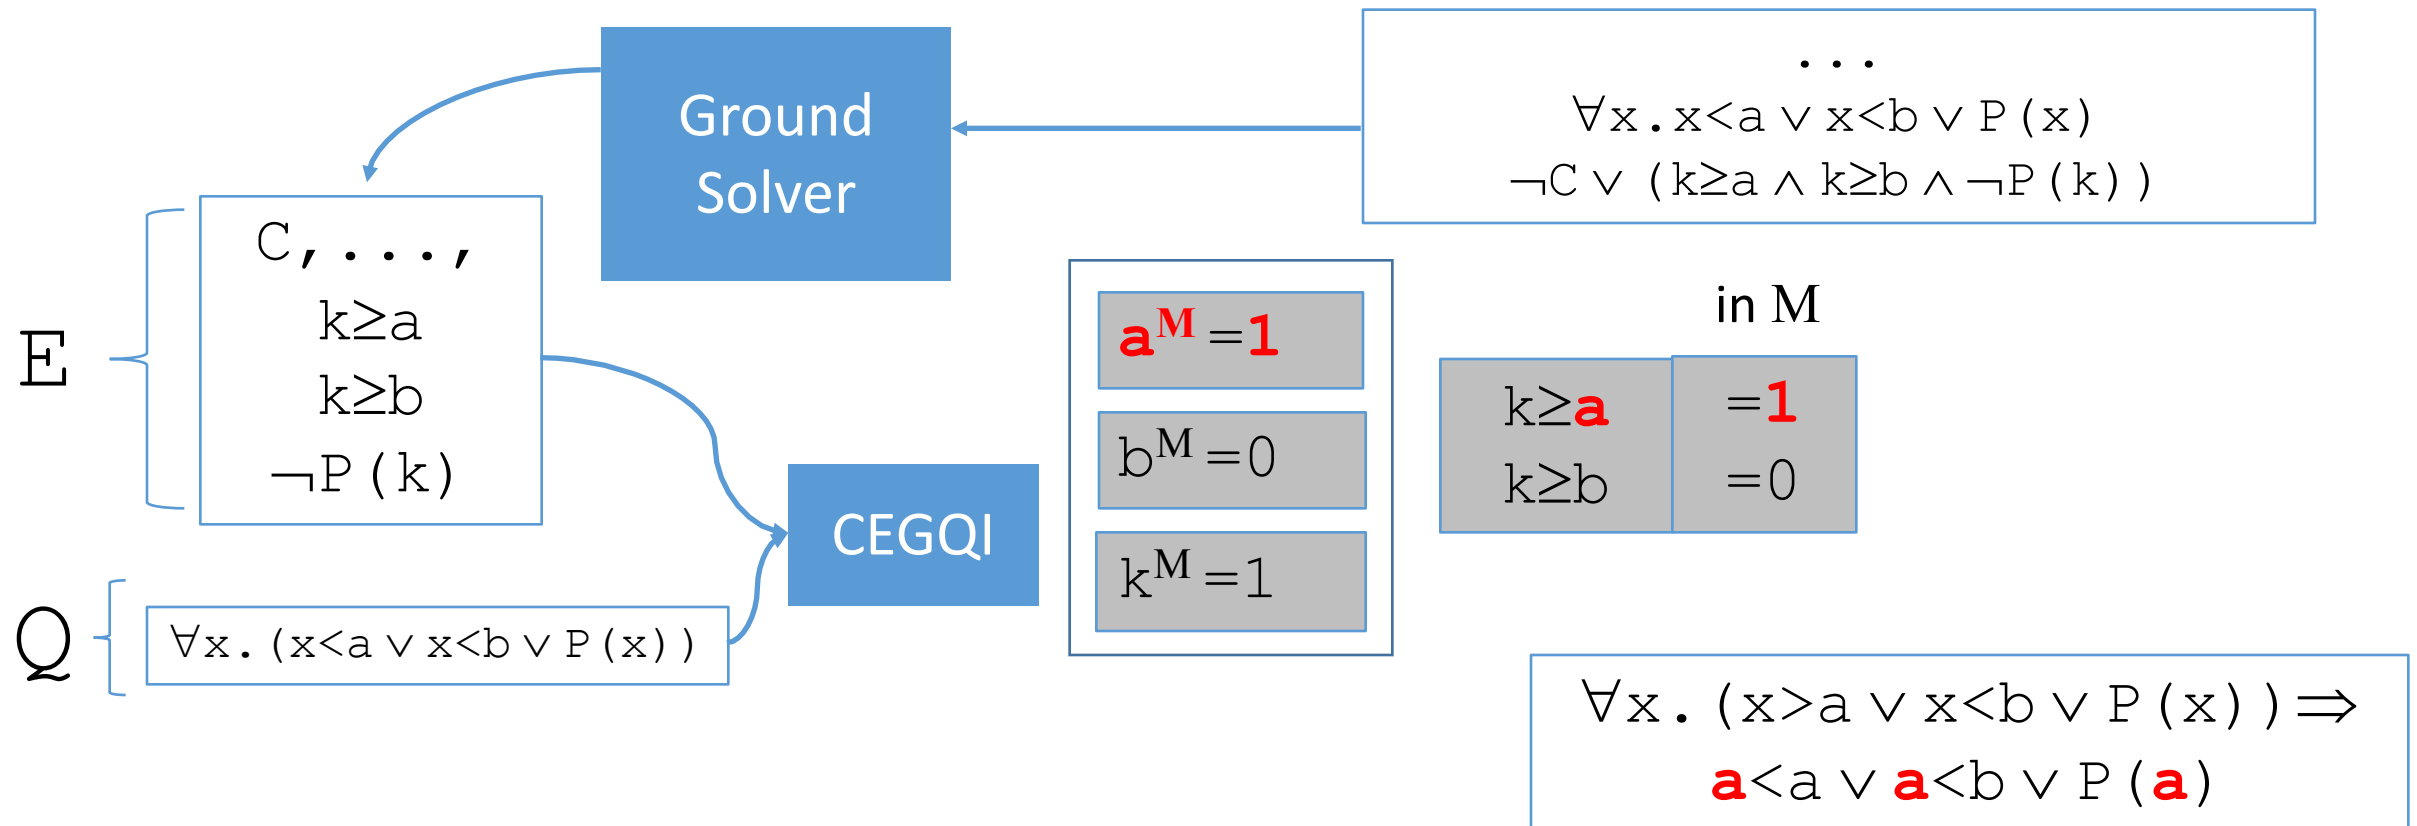 ...
∀x.x<a ∨ x<b ∨ P(x)
¬C ∨ (k≥a ∧ k≥b ∧ ¬P(k))
Ground
Solver
E
C,...,
k≥a
k≥b
¬P(k)
Q
∀x.(x<a ∨ x<b ∨ P(x))
CEGQI
aᴹ=1
bᴹ=0
kᴹ=1
in M
k≥a =1
k≥b =0
∀x.(x>a ∨ x<b ∨ P(x))⇒
a<a ∨ a<b ∨ P(a)